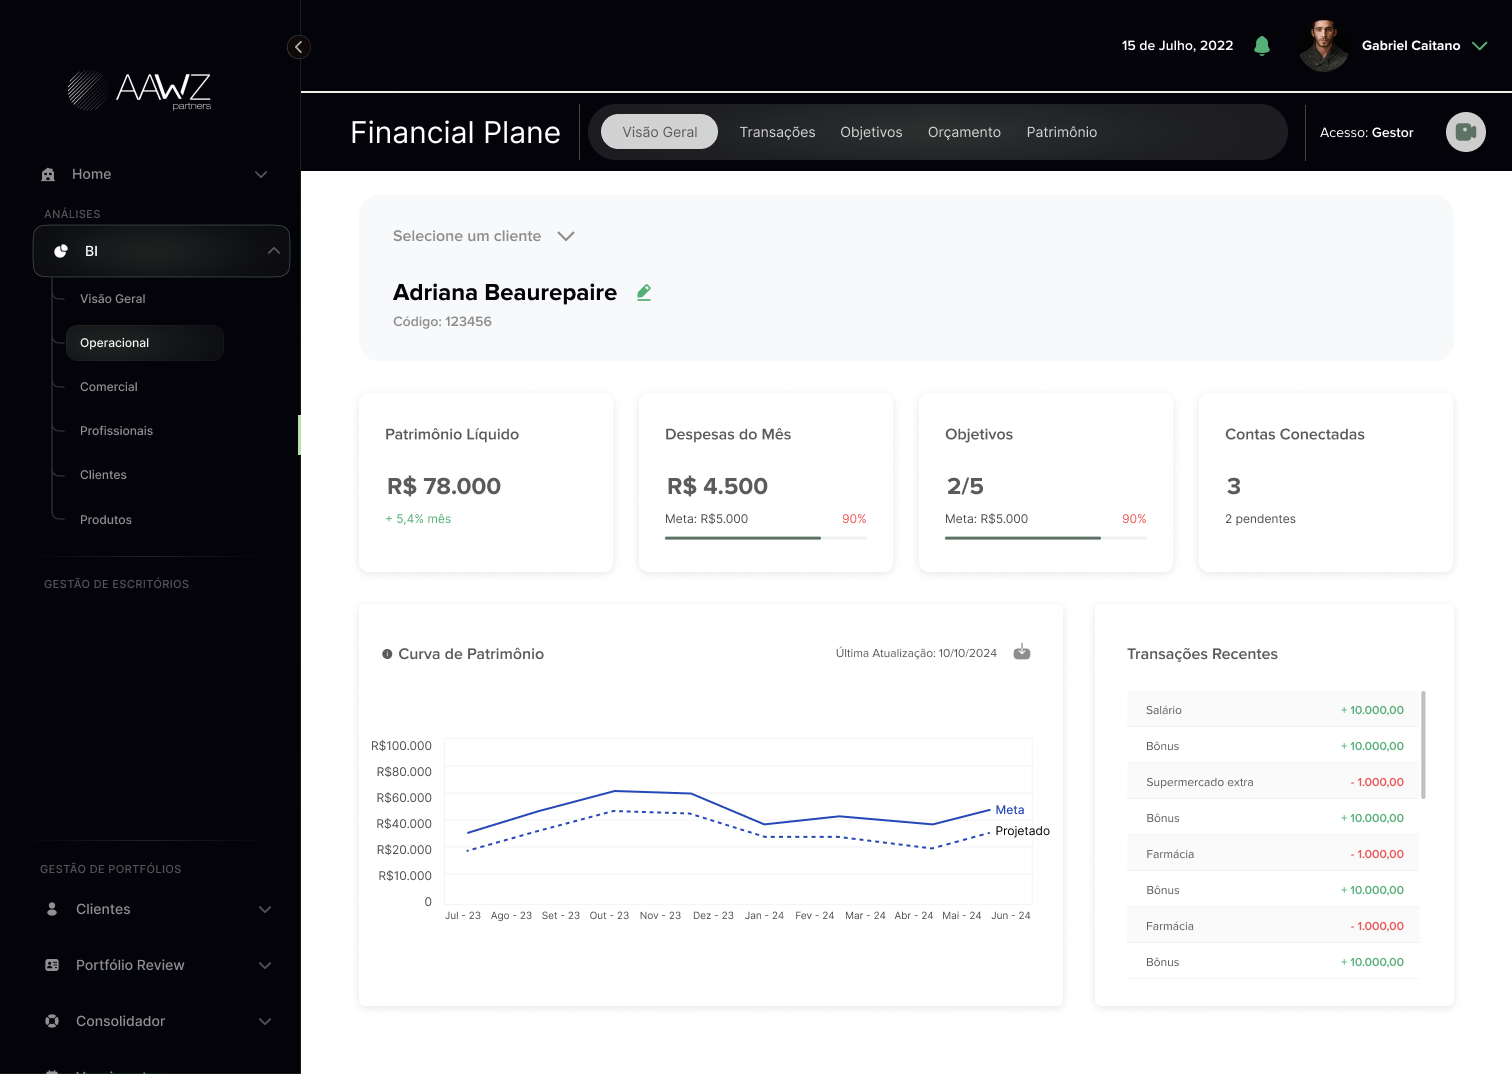 AAWZ
partners
Home
ANÁLISES
BI
Visão Geral
Operacional
Comercial
Profissionais
Clientes
Produtos
GESTÃO DE ESCRITÓRIOS
GESTÃO DE PORTFÓLIOS
Clientes
Portfólio Review
Consolidador
15 de Julho, 2022
Gabriel Caitano
Financial Plane
Visão Geral
Transações
Objetivos
Orçamento
Patrimônio
Acesso: Gestor
Selecione um cliente
Adriana Beaurepaire
Código: 123456
Patrimônio Líquido
R$ 78.000
+ 5,4% mês
Despesas do Mês
R$ 4.500
Meta: R$5.000 90%
Objetivos
2/5
Meta: R$5.000 90%
Contas Conectadas
3
2 pendentes
Curva de Patrimônio
Última Atualização: 10/10/2024
R$100.000
R$80.000
R$60.000
R$40.000
R$20.000
R$10.000
0
Meta
Projetado
Jul - 23 Ago - 23 Set - 23 Out - 23 Nov - 23 Dez - 23 Jan - 24 Fev - 24 Mar - 24 Abr - 24 Mai - 24 Jun - 24
Transações Recentes
Salário + 10.000,00
Bônus + 10.000,00
Supermercado extra - 1.000,00
Bônus + 10.000,00
Farmácia - 1.000,00
Bônus + 10.000,00
Farmácia - 1.000,00
Bônus + 10.000,00